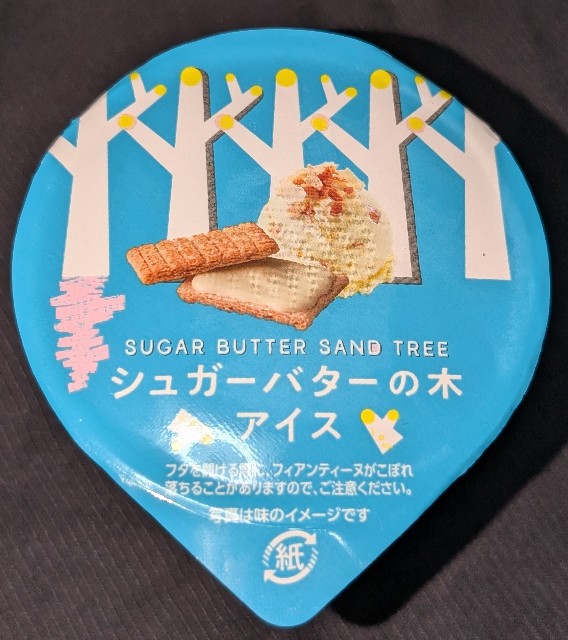 SUGAR BUTTER SAND TREE
シュガーバターの木
アイス
フタを開ける際に、フィアンティーヌがこぼれ
落ちることがありますので、ご注意ください。
写真は味のイメージです
紙